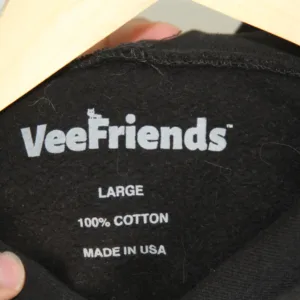 VeeFriends™
LARGE
100% COTTON
MADE IN USA